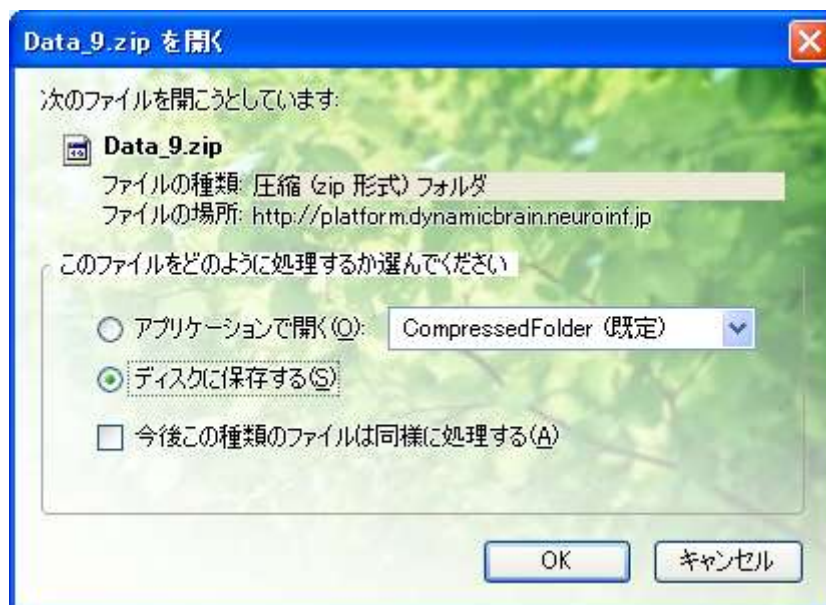 Data_9.zip を開く
次のファイルを開こうとしています:
Data_9.zip
ファイルの種類: 圧縮 (zip 形式) フォルダ
ファイルの場所: http://platform.dynamicbrain.neuroinf.jp
このファイルをどのように処理するか選んでください
アプリケーションで開く(O): CompressedFolder (既定)
ディスクに保存する(S)
今後この種類のファイルは同様に処理する(A)
OK キャンセル